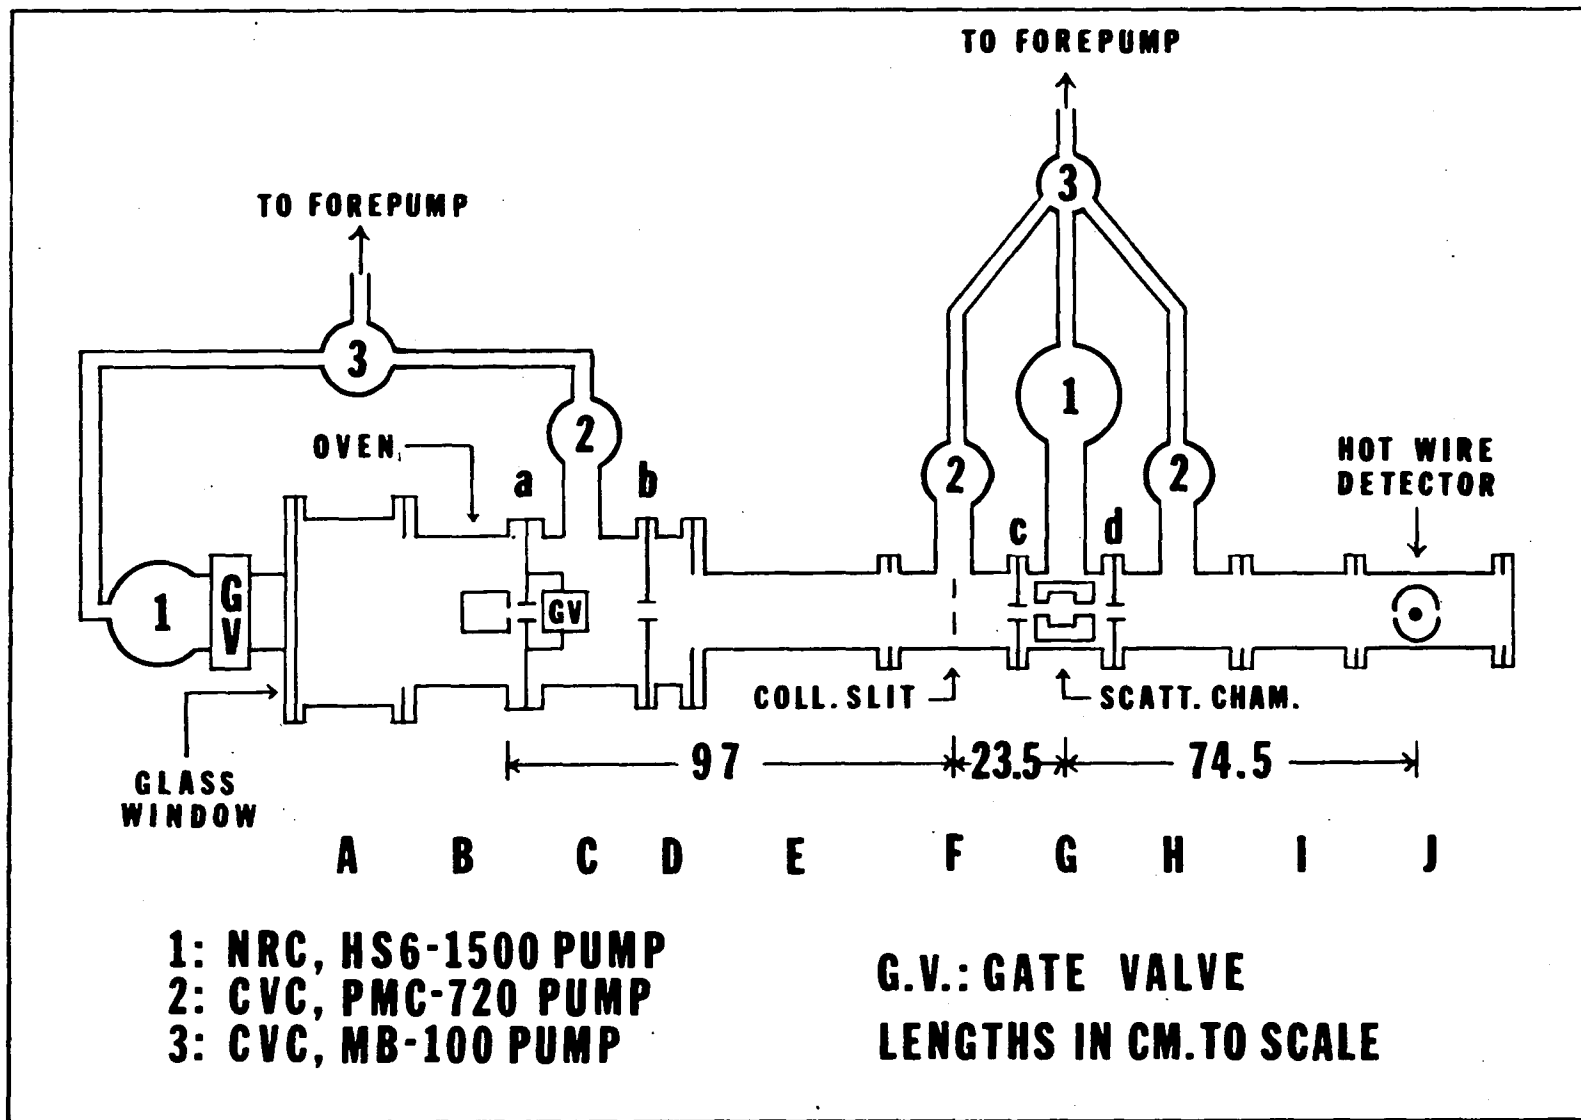 TO FOREPUMP
3
TO FOREPUMP
3
1
2
2
2
OVEN
a
b
c
d
HOT WIRE
DETECTOR
1
GV
GV
COLL. SLIT
SCATT. CHAM.
GLASS
WINDOW
97
23.5
74.5
A B C D E F G H I J
1: NRC, HS6-1500 PUMP
2: CVC, PMC-720 PUMP
3: CVC, MB-100 PUMP
G.V.: GATE VALVE
LENGTHS IN CM. TO SCALE